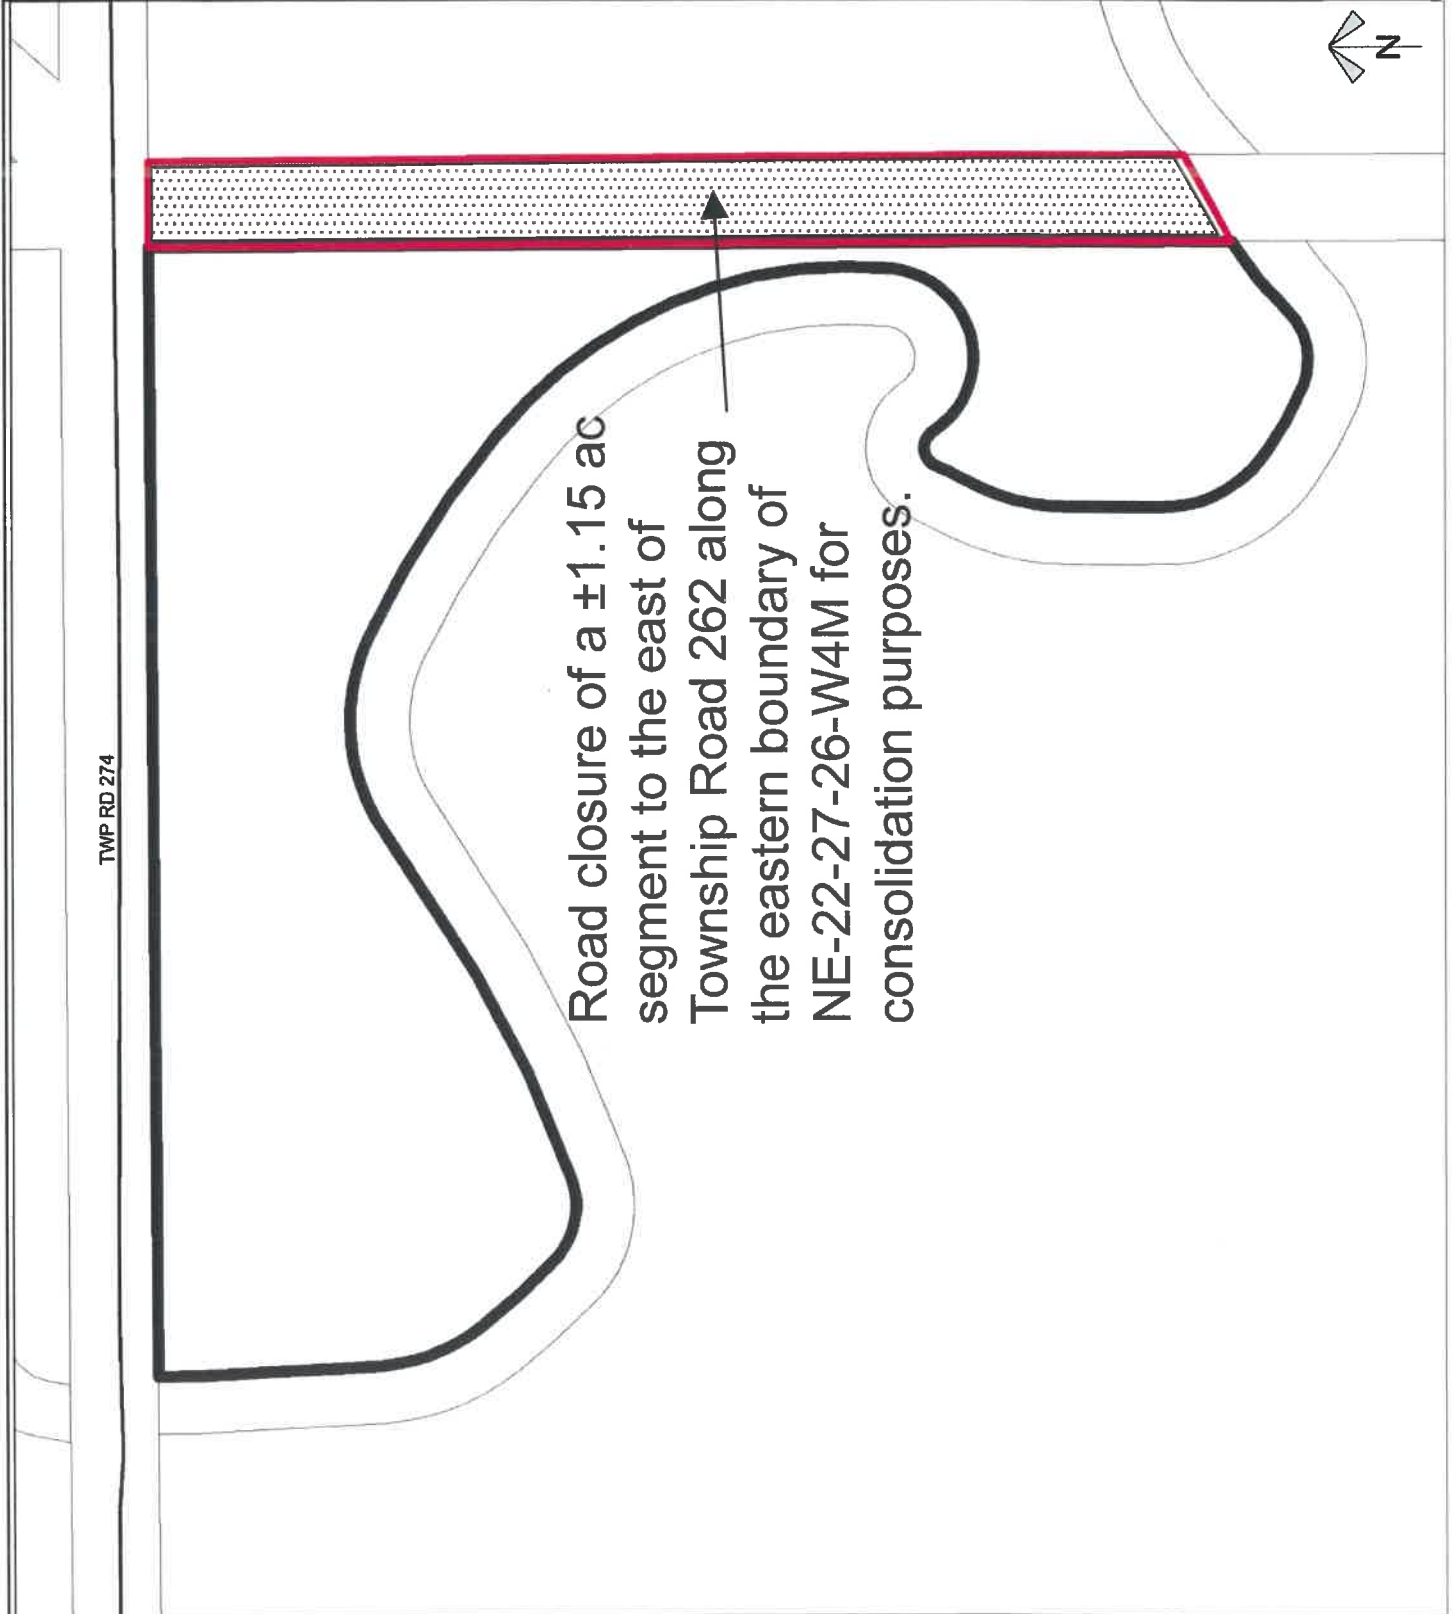 TWP RD 274
Road closure of a ±1.15 ac
segment to the east of
Township Road 262 along
the eastern boundary of
NE-22-27-26-W4M for
consolidation purposes.
N